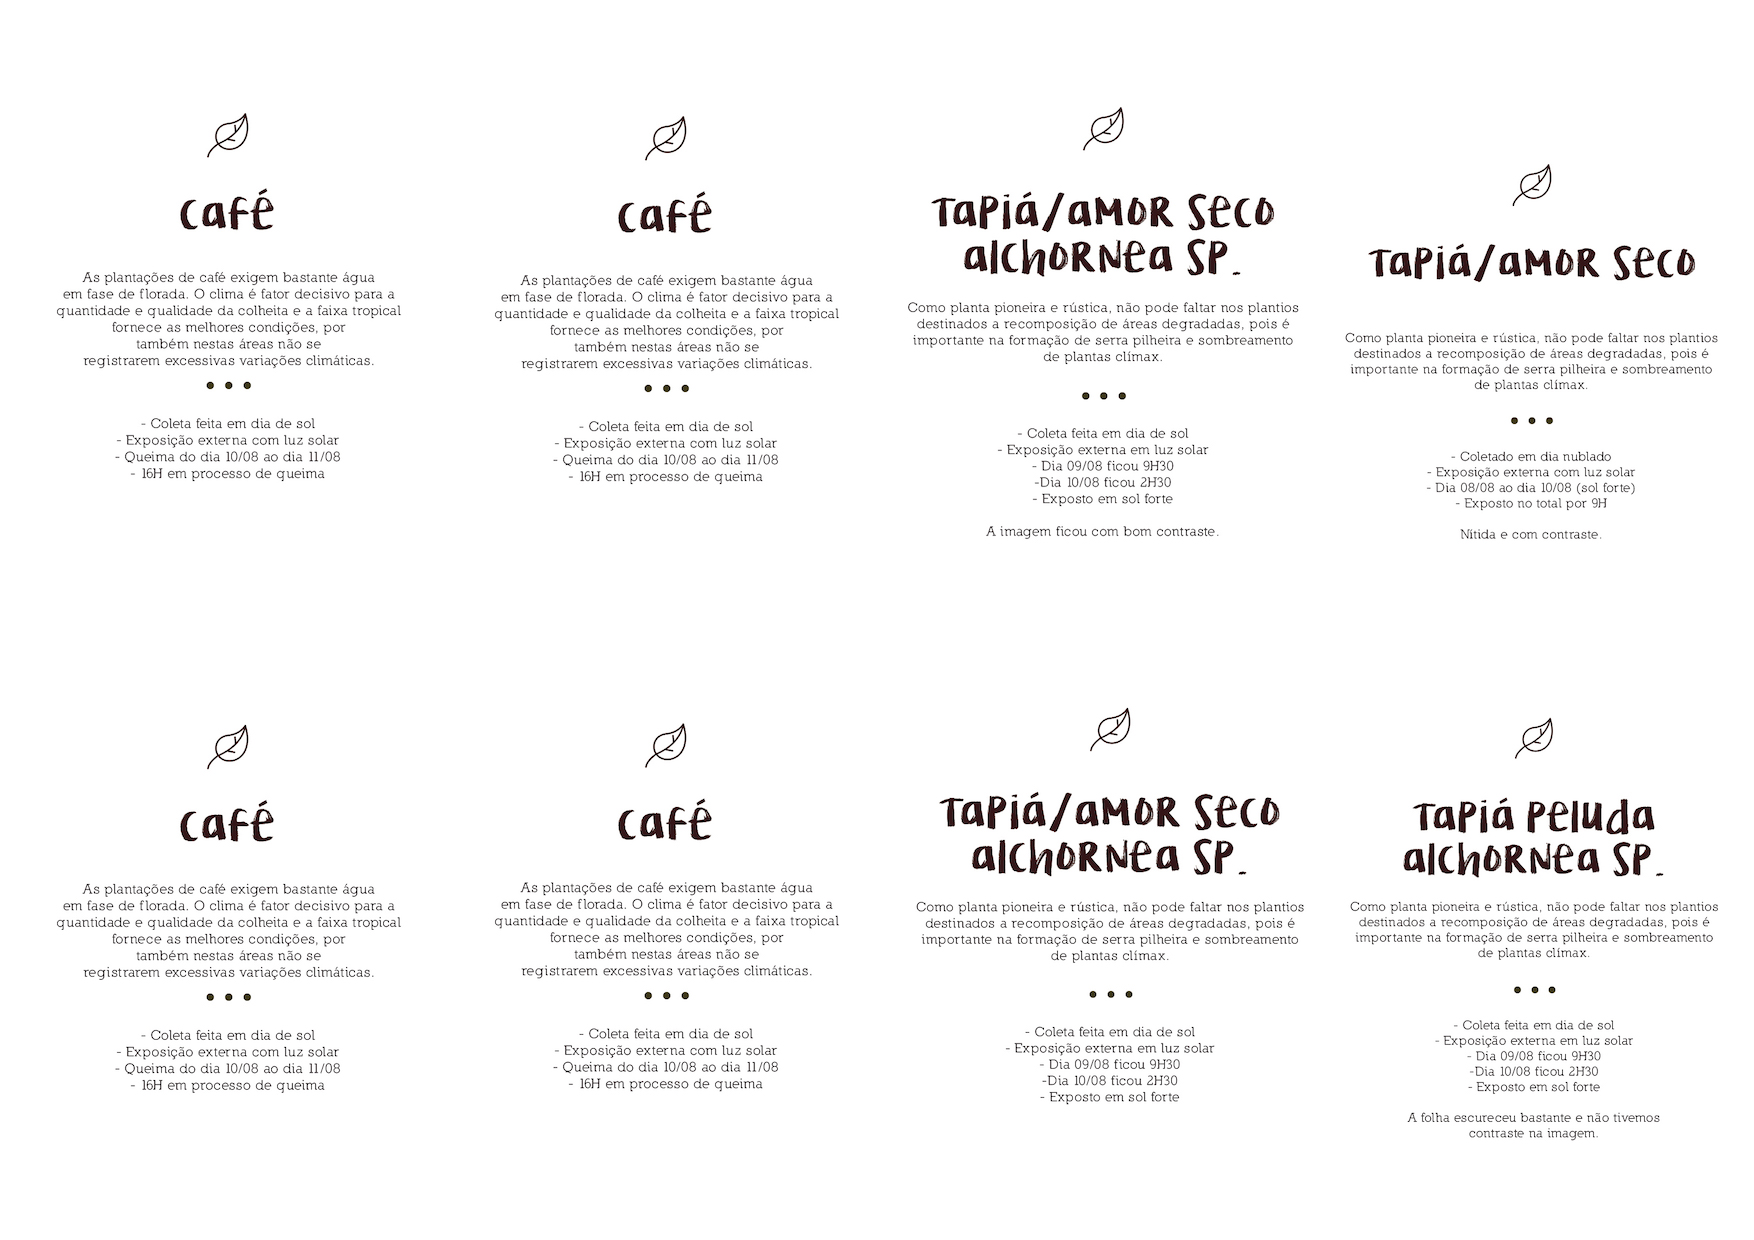 café
As plantações de café exigem bastante água
em fase de florada. O clima é fator decisivo para a
quantidade e qualidade da colheita e a faixa tropical
fornece as melhores condições, por
também nestas áreas não se
registrarem excessivas variações climáticas.
- Coleta feita em dia de sol
- Exposição externa com luz solar
- Queima do dia 10/08 ao dia 11/08
- 16H em processo de queima
café
As plantações de café exigem bastante água
em fase de florada. O clima é fator decisivo para a
quantidade e qualidade da colheita e a faixa tropical
fornece as melhores condições, por
também nestas áreas não se
registrarem excessivas variações climáticas.
- Coleta feita em dia de sol
- Exposição externa com luz solar
- Queima do dia 10/08 ao dia 11/08
- 16H em processo de queima
Tapiá/amor seco
alchornea sp.
Como planta pioneira e rústica, não pode faltar nos plantios
destinados a recomposição de áreas degradadas, pois é
importante na formação de serra pilheira e sombreamento
de plantas clímax.
- Coleta feita em dia de sol
- Exposição externa em luz solar
- Dia 09/08 ficou 9H30
-Dia 10/08 ficou 2H30
- Exposto em sol forte
A imagem ficou com bom contraste.
Tapiá/amor seco
Como planta pioneira e rústica, não pode faltar nos plantios
destinados a recomposição de áreas degradadas, pois é
importante na formação de serra pilheira e sombreamento
de plantas clímax.
- Coletado em dia nublado
- Exposição externa com luz solar
- Dia 08/08 ao dia 10/08 (sol forte)
- Exposto no total por 9H
Nítida e com contraste.
café
As plantações de café exigem bastante água
em fase de florada. O clima é fator decisivo para a
quantidade e qualidade da colheita e a faixa tropical
fornece as melhores condições, por
também nestas áreas não se
registrarem excessivas variações climáticas.
- Coleta feita em dia de sol
- Exposição externa com luz solar
- Queima do dia 10/08 ao dia 11/08
- 16H em processo de queima
café
As plantações de café exigem bastante água
em fase de florada. O clima é fator decisivo para a
quantidade e qualidade da colheita e a faixa tropical
fornece as melhores condições, por
também nestas áreas não se
registrarem excessivas variações climáticas.
- Coleta feita em dia de sol
- Exposição externa com luz solar
- Queima do dia 10/08 ao dia 11/08
- 16H em processo de queima
Tapiá/amor seco
alchornea sp.
Como planta pioneira e rústica, não pode faltar nos plantios
destinados a recomposição de áreas degradadas, pois é
importante na formação de serra pilheira e sombreamento
de plantas clímax.
- Coleta feita em dia de sol
- Exposição externa em luz solar
- Dia 09/08 ficou 9H30
-Dia 10/08 ficou 2H30
- Exposto em sol forte
Tapiá peluda
alchornea sp.
Como planta pioneira e rústica, não pode faltar nos plantios
destinados a recomposição de áreas degradadas, pois é
importante na formação de serra pilheira e sombreamento
de plantas clímax.
- Coleta feita em dia de sol
- Exposição externa em luz solar
- Dia 09/08 ficou 9H30
-Dia 10/08 ficou 2H30
- Exposto em sol forte
A folha escureceu bastante e não tivemos
contraste na imagem.